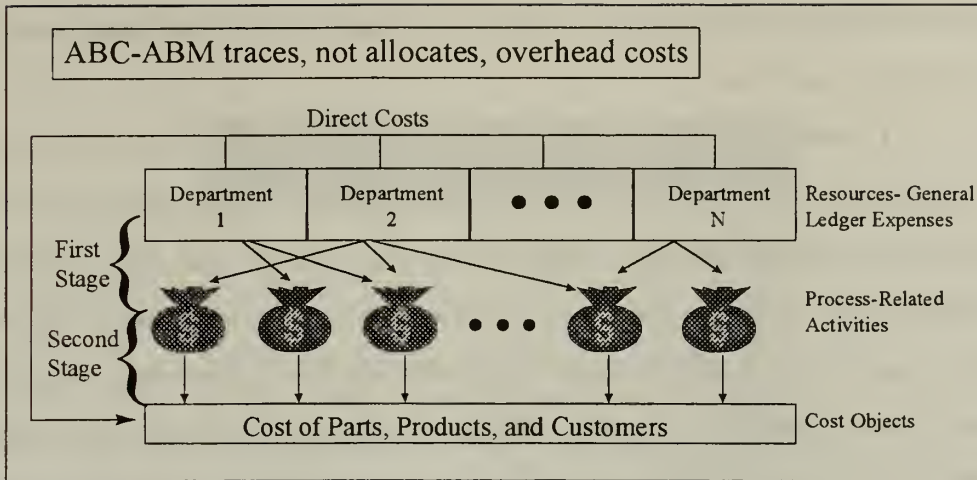 ABC-ABM traces, not allocates, overhead costs
Direct Costs
Department
1
Department
2
• • •
Department
N
Resources- General
Ledger Expenses
First
Stage
$
$
$
• • •
$
$
Process-Related
Activities
Second
Stage
Cost of Parts, Products, and Customers
Cost Objects